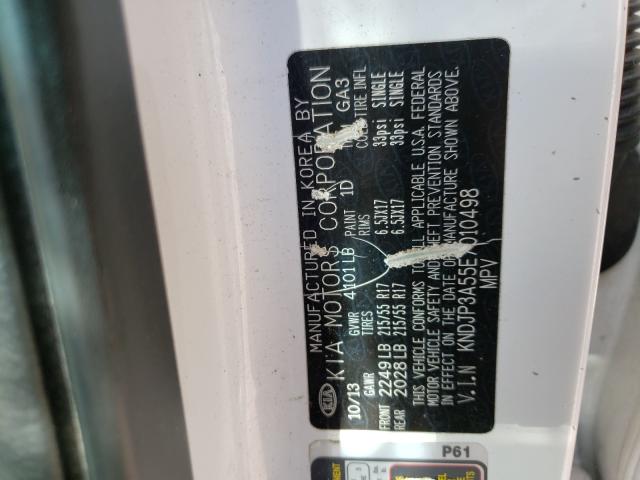 MANUFACTURED IN KOREA BY
KIA MOTORS CORPORATION
10/13 GVWR 4101LB PAINT 1D GA3
GAWR TIRES RIMS COLD TIRE INFL
FRONT 2249LB 215/55 R17 6.5JX17 33psi SINGLE
REAR 2028LB 215/55 R17 6.5JX17 33psi SINGLE
THIS VEHICLE CONFORMS TO ALL APPLICABLE U.S.A. FEDERAL
MOTOR VEHICLE SAFETY AND THEFT PREVENTION STANDARDS
IN EFFECT ON THE DATE OF MANUFACTURE SHOWN ABOVE.
V.I.N KNDJP3A55E7010498
MPV
KIA
P61